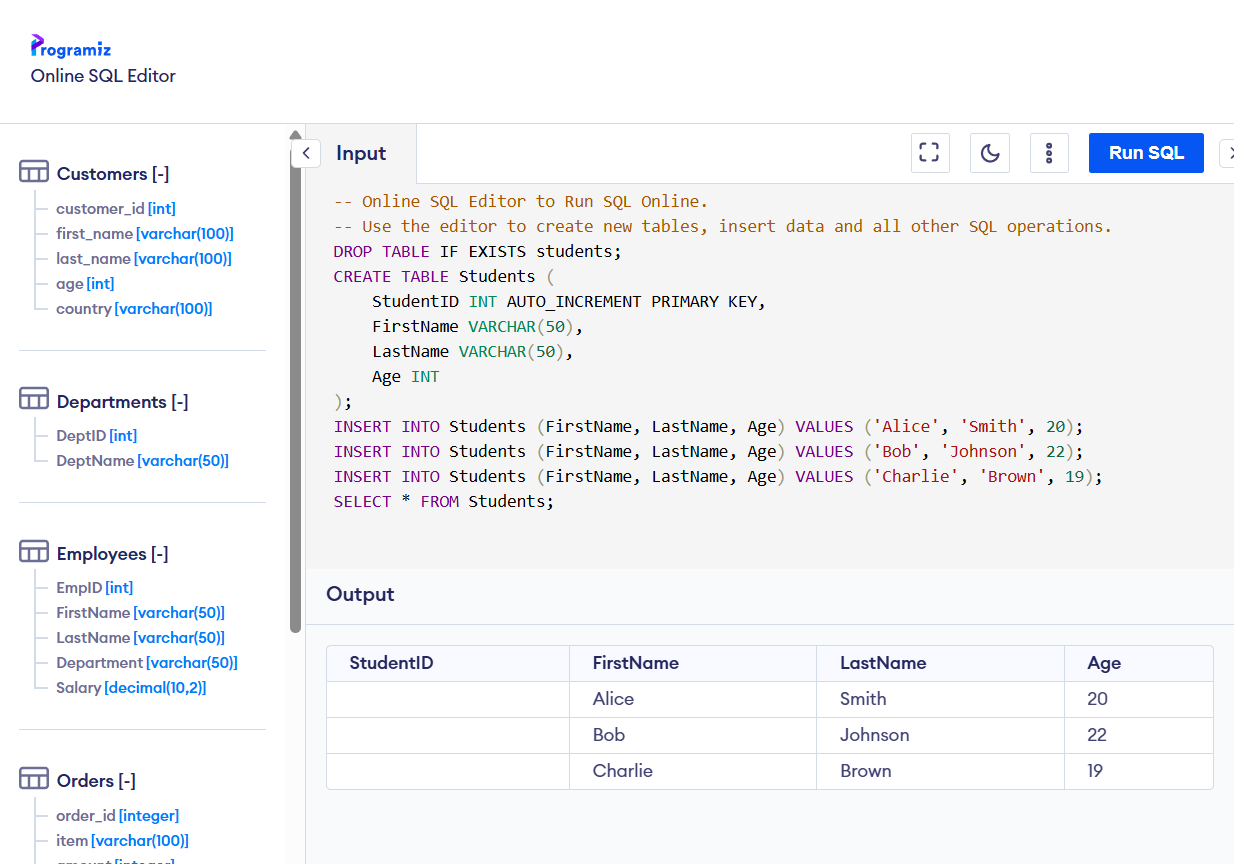 Programiz
Online SQL Editor
Customers [-]
customer_id [int]
first_name [varchar(100)]
last_name [varchar(100)]
age [int]
country [varchar(100)]
Departments [-]
DeptID [int]
DeptName [varchar(50)]
Employees [-]
EmpID [int]
FirstName [varchar(50)]
LastName [varchar(50)]
Department [varchar(50)]
Salary [decimal(10,2)]
Orders [-]
order_id [integer]
item [varchar(100)]
amount [integer]
Input
Run SQL
-- Online SQL Editor to Run SQL Online.
-- Use the editor to create new tables, insert data and all other SQL operations.
DROP TABLE IF EXISTS students;
CREATE TABLE Students (
    StudentID INT AUTO_INCREMENT PRIMARY KEY,
    FirstName VARCHAR(50),
    LastName VARCHAR(50),
    Age INT
);
INSERT INTO Students (FirstName, LastName, Age) VALUES ('Alice', 'Smith', 20);
INSERT INTO Students (FirstName, LastName, Age) VALUES ('Bob', 'Johnson', 22);
INSERT INTO Students (FirstName, LastName, Age) VALUES ('Charlie', 'Brown', 19);
SELECT * FROM Students;
Output
StudentID FirstName LastName Age
Alice Smith 20
Bob Johnson 22
Charlie Brown 19